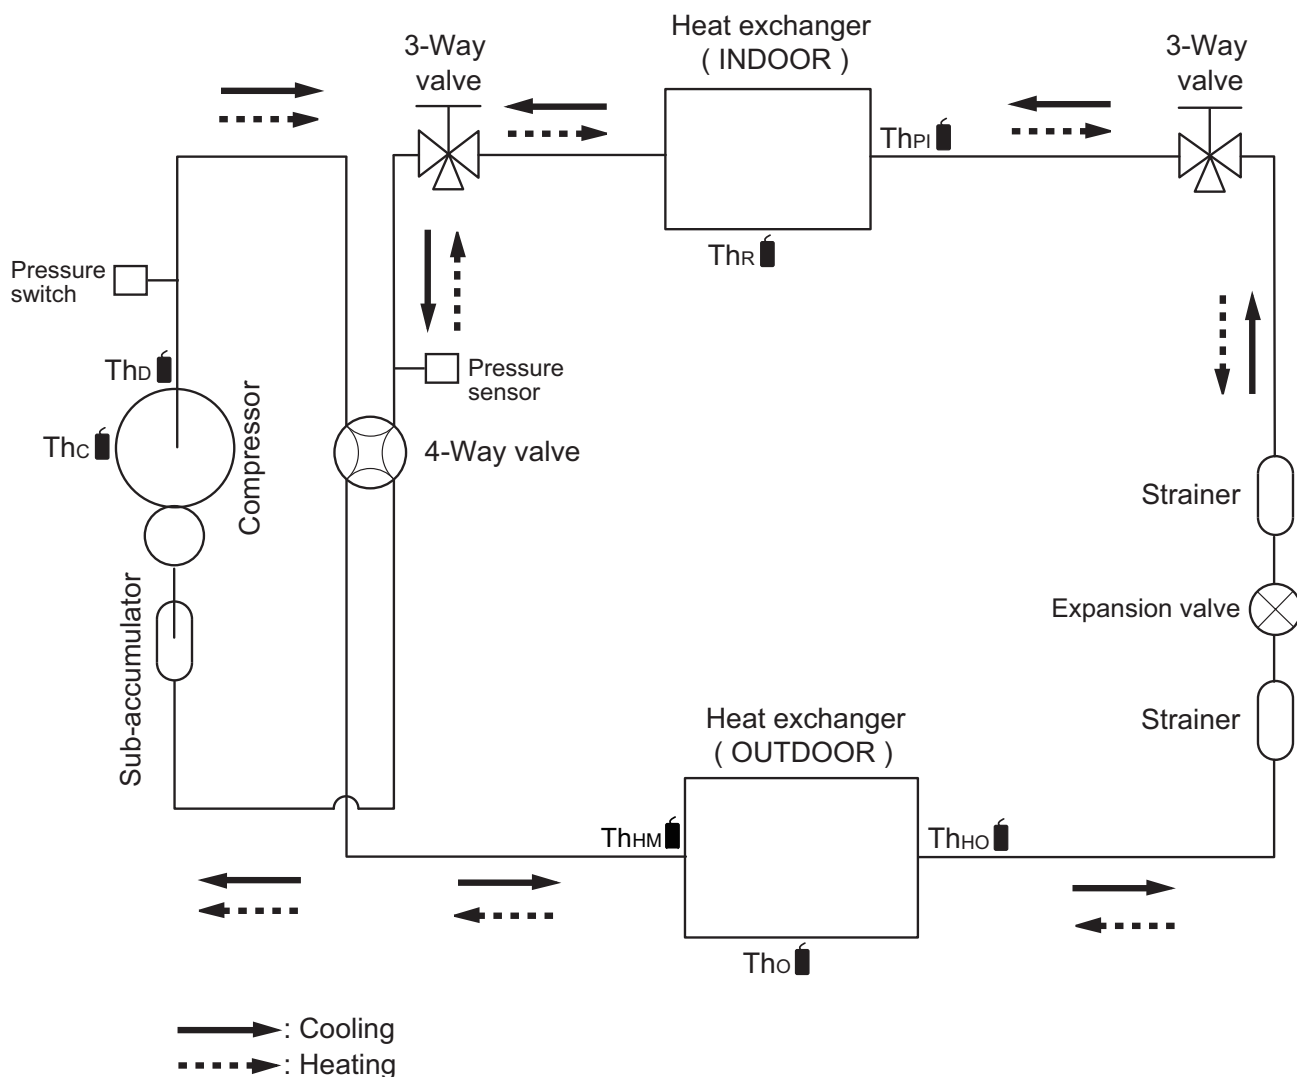 Heat exchanger
( INDOOR )
3-Way
valve
3-Way
valve
ThPI
ThR
Pressure
switch
ThD
Pressure
sensor
ThC
Compressor
4-Way valve
Strainer
Expansion valve
Sub-accumulator
Strainer
Heat exchanger
( OUTDOOR )
ThHM
ThHO
ThO
: Cooling
: Heating